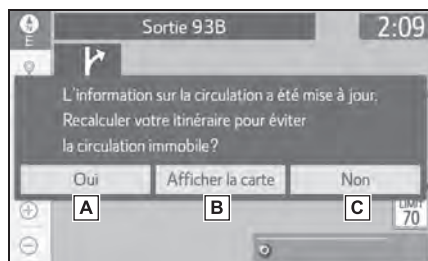 E
Sortie 93B
2:09
L'information sur la circulation a été mise à jour.
Recalculer votre itinéraire pour éviter
la circulation immobile?
Oui
Afficher la carte
Non
A
B
C
LIMIT
70